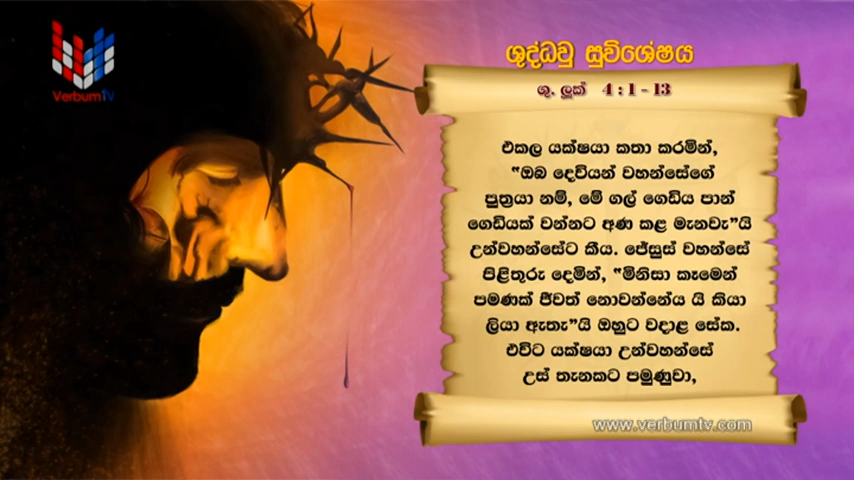 VerbumTV
ශුද්ධවූ සුවිශේෂය
ශු. ලූක් 4 : 1 - 13
එකල යක්ෂයා කතා කරමින්,
“ඔබ දෙවියන් වහන්සේගේ
පුත්‍රයා නම්, මේ ගල් ගෙඩිය පාන්
ගෙඩියක් වන්නට අණ කළ මැනවැ”යි
උන්වහන්සේට කීය. ජේසුස් වහන්සේ
පිළිතුරු දෙමින්, “මිනිසා කෑමෙන්
පමණක් ජීවත් නොවන්නේය යි කියා
ලියා ඇතැ”යි ඔහුට වදාළ සේක.
එවිට යක්ෂයා උන්වහන්සේ
උස් තැනකට පමුණුවා,
www.verbumtv.com